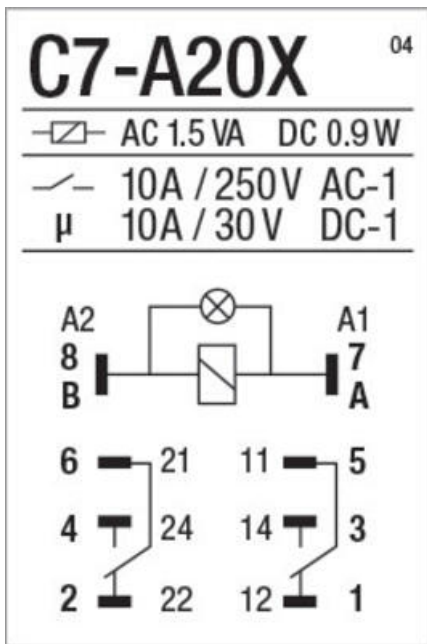 C7-A20X 04
AC 1.5 VA DC 0.9 W
10A / 250V AC-1
µ 10A / 30V DC-1
A2 A1
8 7
B A
6 21 11 5
4 24 14 3
2 22 12 1